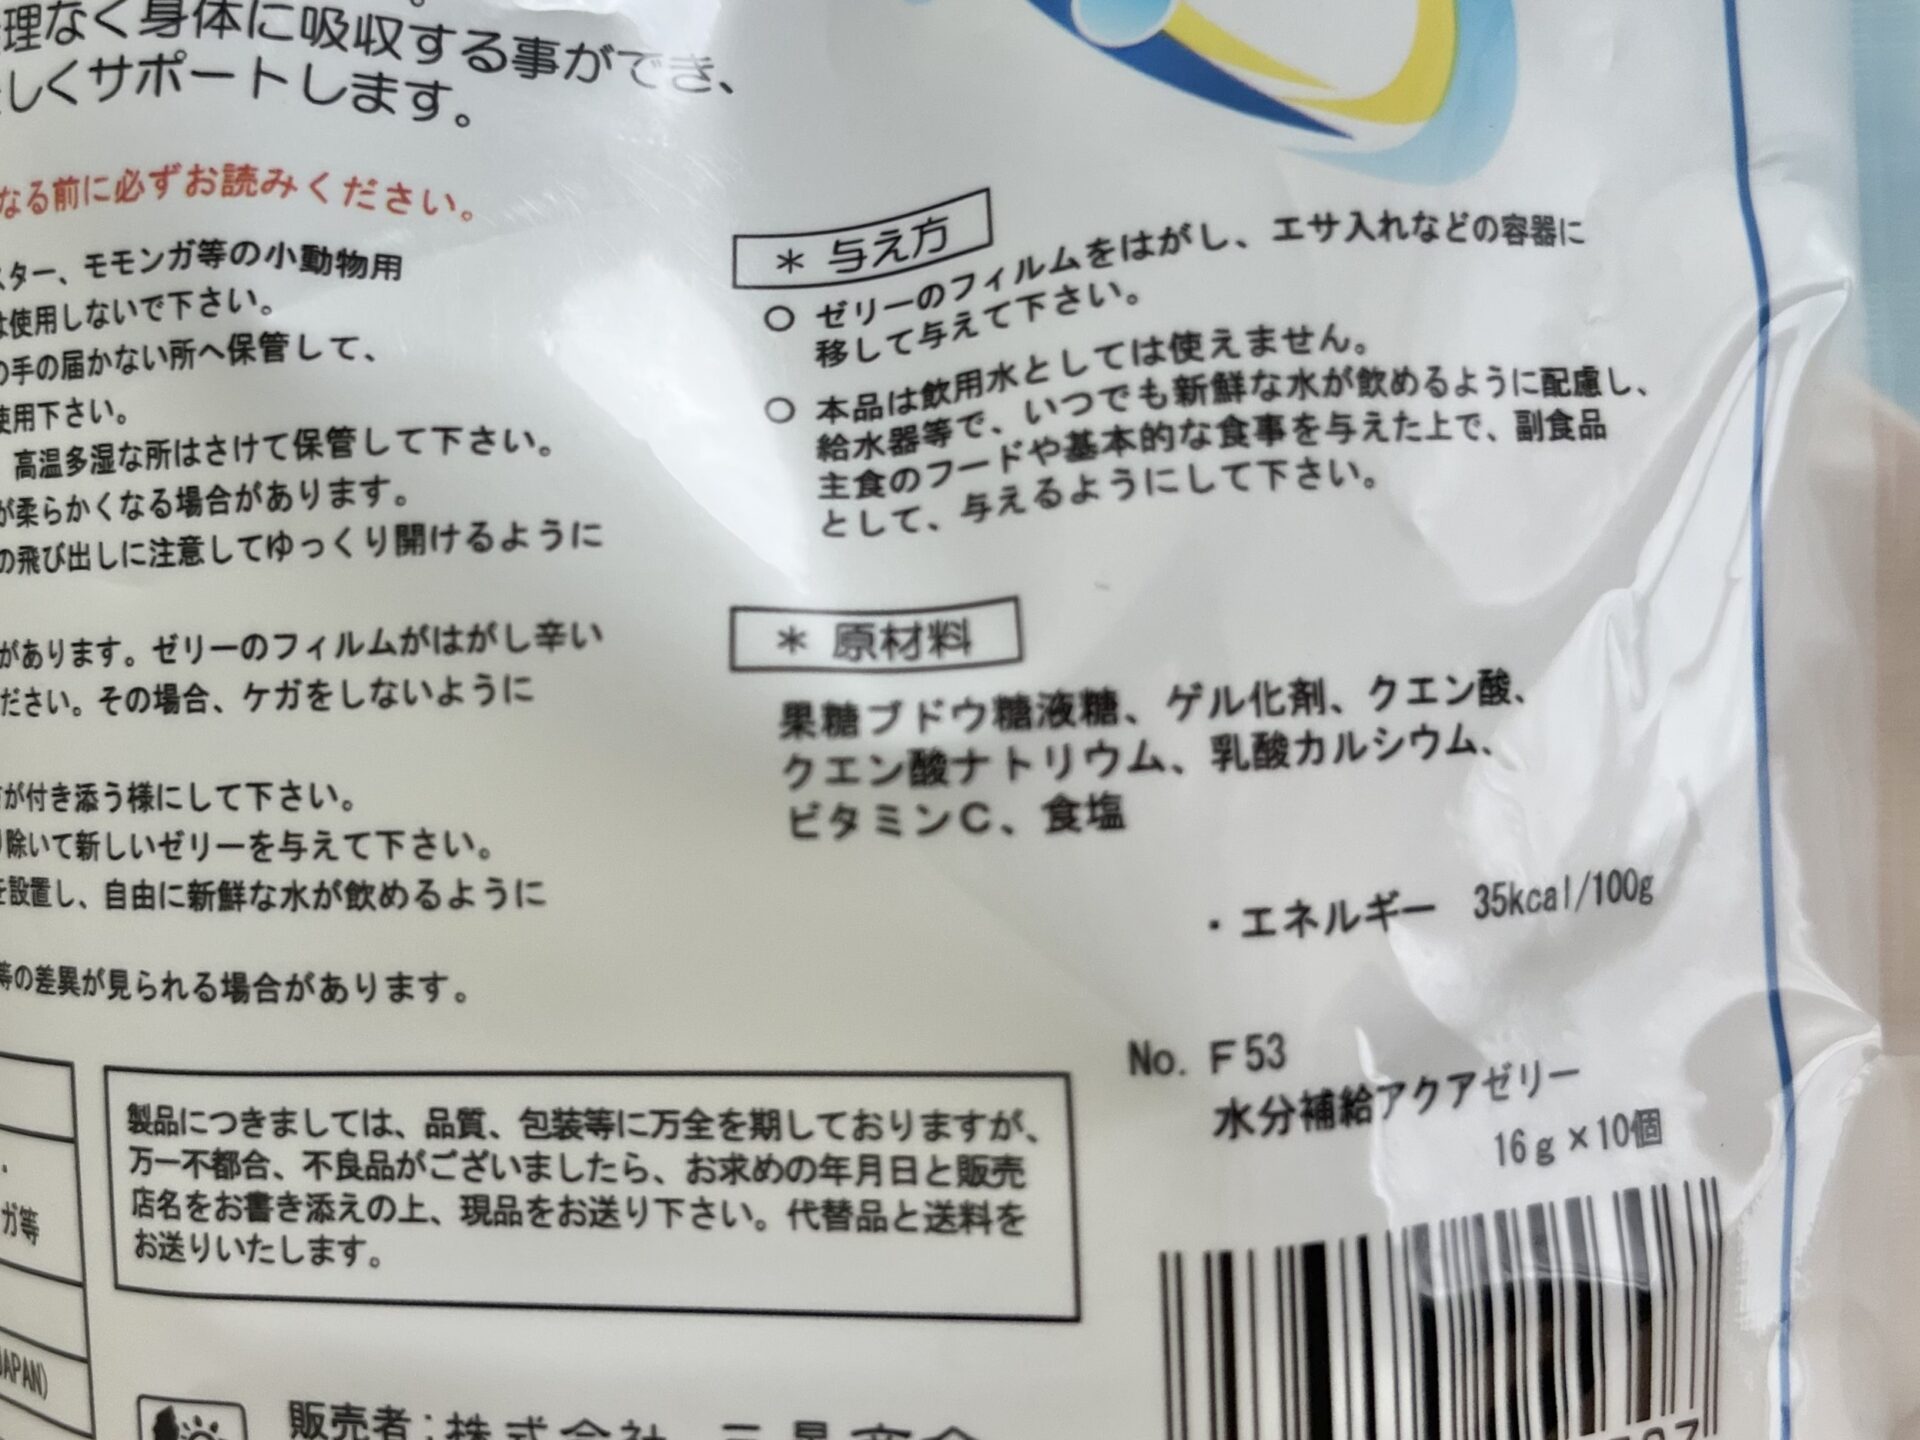 理なく身体に吸収する事ができ、
しくサポートします。
なる前に必ずお読みください。
スター、モモンガ等の小動物用
は使用しないで下さい。
の手の届かない所へ保管して、
使用下さい。
高温多湿な所はさけて保管して下さい。
が柔らかくなる場合があります。
の飛び出しに注意してゆっくり開けるように
があります。ゼリーのフィルムがはがし辛い
ださい。その場合、ケガをしないように
が付き添う様にして下さい。
除いて新しいゼリーを与えて下さい。
を設置し、自由に新鮮な水が飲めるように
等の差異が見られる場合があります。
＊ 与え方
○ ゼリーのフィルムをはがし、エサ入れなどの容器に
移して与えて下さい。
○ 本品は飲用水としては使えません。
給水器等で、いつでも新鮮な水が飲めるように配慮し、
主食のフードや基本的な食事を与えた上で、副食品
として、与えるようにして下さい。
＊ 原材料
果糖ブドウ糖液糖、ゲル化剤、クエン酸、
クエン酸ナトリウム、乳酸カルシウム、
ビタミンC、食塩
・エネルギー 35kcal/100g
No. F53
水分補給アクアゼリー
16g×10個
ガ等
JAPAN)
製品につきましては、品質、包装等に万全を期しておりますが、
万一不都合、不良品がございましたら、お求めの年月日と販売
店名をお書き添えの上、現品をお送り下さい。代替品と送料を
お送りいたします。
販売者：株式会社 三晃商会